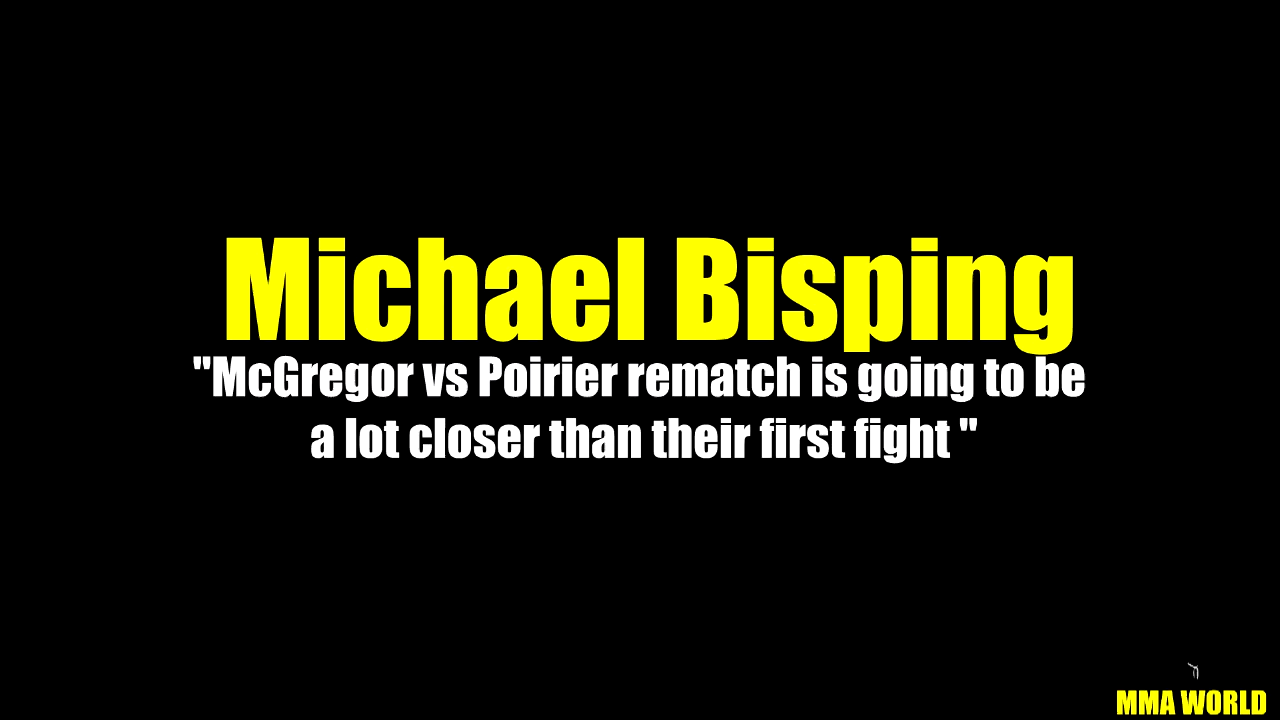 Michael Bisping
"McGregor vs Poirier rematch is going to be
a lot closer than their first fight "
MMA WORLD